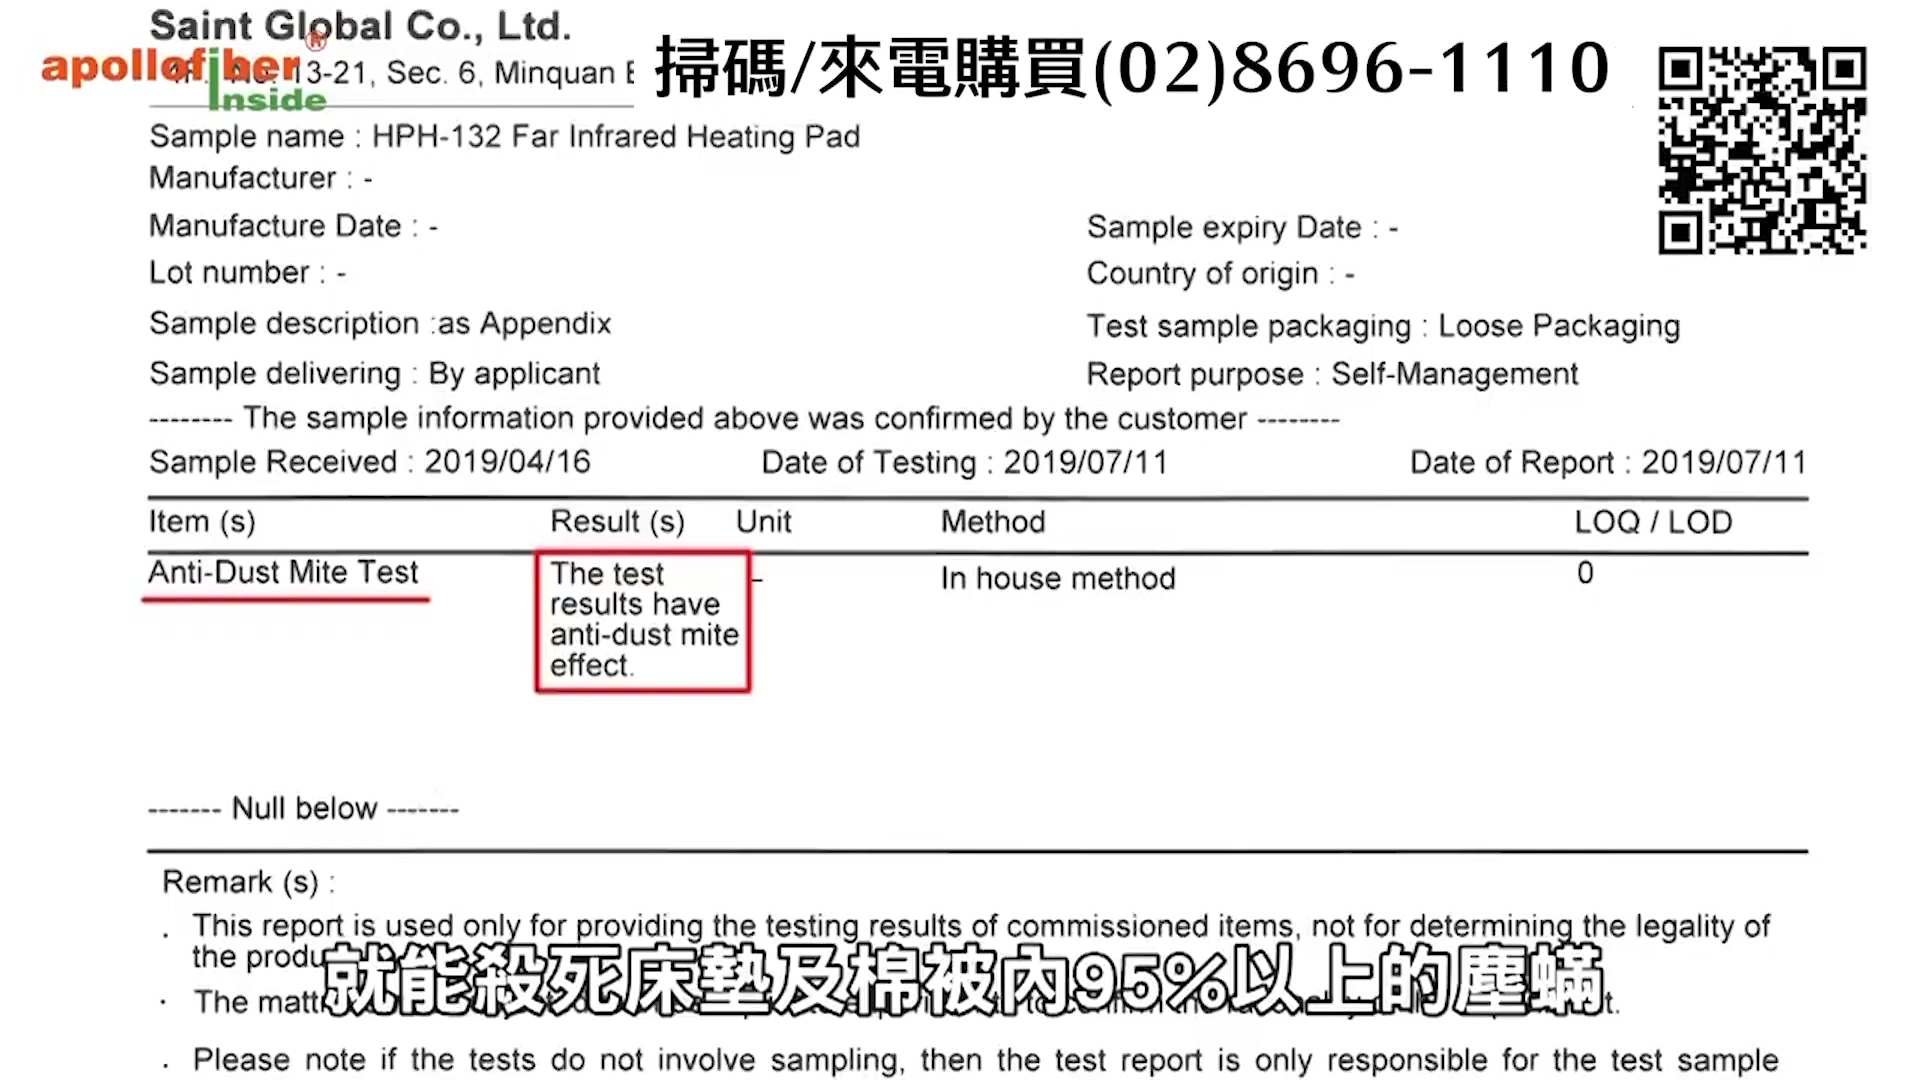 Saint Global Co., Ltd.
apollofiber®
Inside
13-21, Sec. 6, Minquan E
掃碼/來電購買(02)8696-1110
Sample name : HPH-132 Far Infrared Heating Pad
Manufacturer : -
Manufacture Date : -
Sample expiry Date : -
Lot number : -
Country of origin : -
Sample description :as Appendix
Test sample packaging : Loose Packaging
Sample delivering : By applicant
Report purpose : Self-Management
-------- The sample information provided above was confirmed by the customer --------
Sample Received : 2019/04/16 Date of Testing : 2019/07/11 Date of Report : 2019/07/11
Item (s) Result (s) Unit Method LOQ / LOD
Anti-Dust Mite Test
The test
results have
anti-dust mite
effect.
-
In house method
0
------- Null below -------
Remark (s) :
. This report is used only for providing the testing results of commissioned items, not for determining the legality of
the
就能殺死床墊及棉被內95%以上的塵蟎
· The
. Please note if the tests do not involve sampling, then the test report is only responsible for the test sample